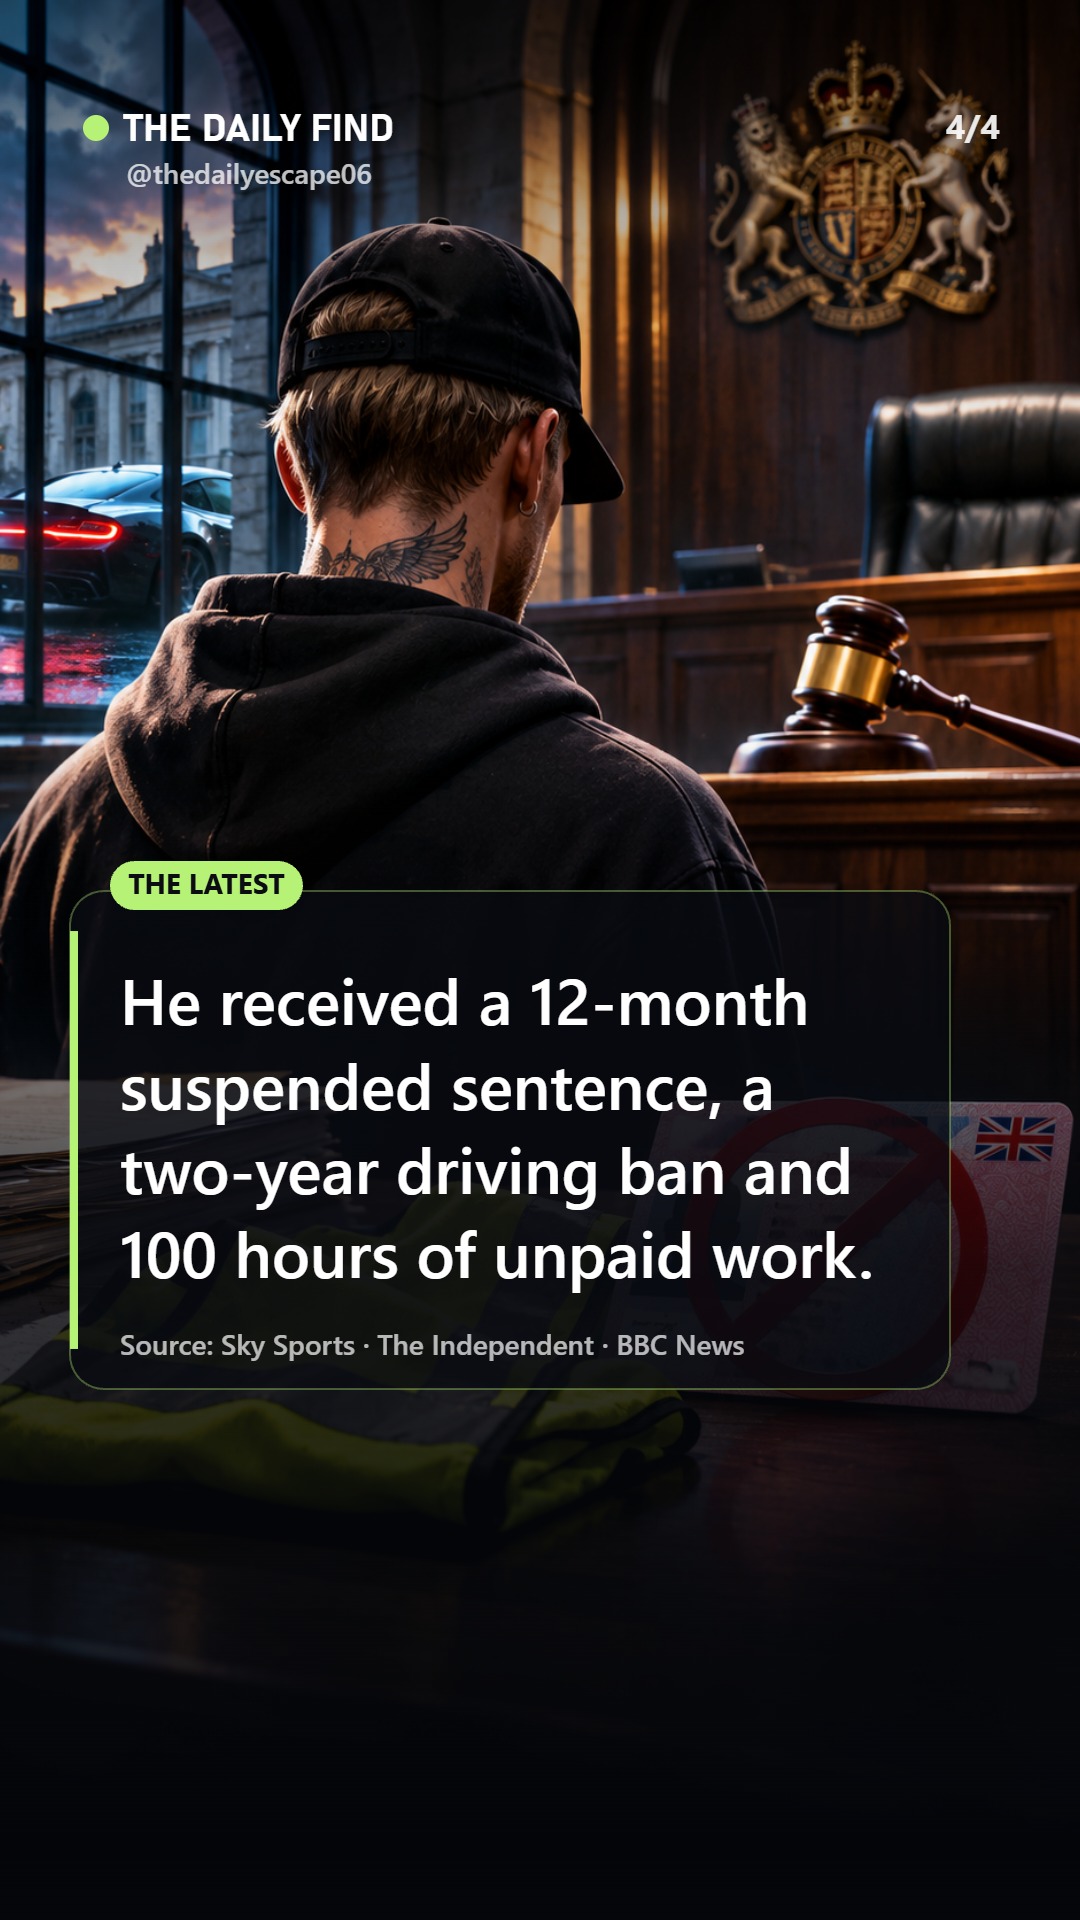 THE DAILY FIND
@thedailyescape06
4/4
THE LATEST
He received a 12-month
suspended sentence, a
two-year driving ban and
100 hours of unpaid work.
Source: Sky Sports · The Independent · BBC News